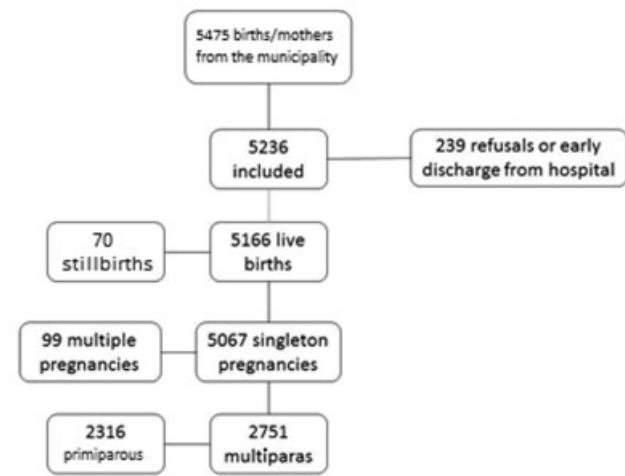 5475 births/mothers
from the municipality
5236
included
239 refusals or early
discharge from hospital
70
stillbirths
5166 live
births
99 multiple
pregnancies
5067 singleton
pregnancies
2316
primiparous
2751
multiparas